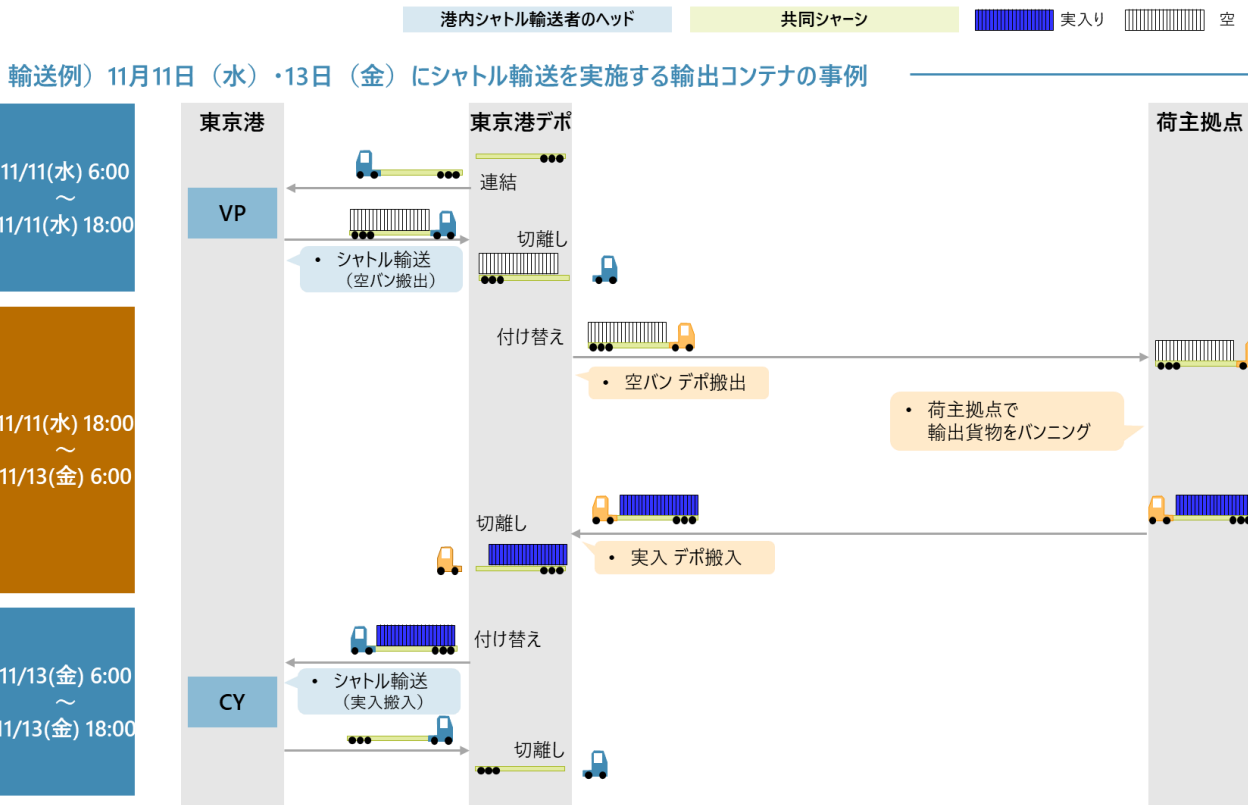 港内シャトル輸送者のヘッド
共同シャーシ
実入り
空
輸送例）11月11日（水）・13日（金）にシャトル輸送を実施する輸出コンテナの事例
東京港
東京港デポ
荷主拠点
11/11(水) 6:00
～
11/11(水) 18:00
連結
VP
切離し
• シャトル輸送
（空バン搬出）
11/11(水) 18:00
～
11/13(金) 6:00
付け替え
• 空バン デポ搬出
• 荷主拠点で
輸出貨物をバンニング
切離し
• 実入 デポ搬入
11/13(金) 6:00
～
11/13(金) 18:00
付け替え
• シャトル輸送
（実入搬入）
CY
切離し